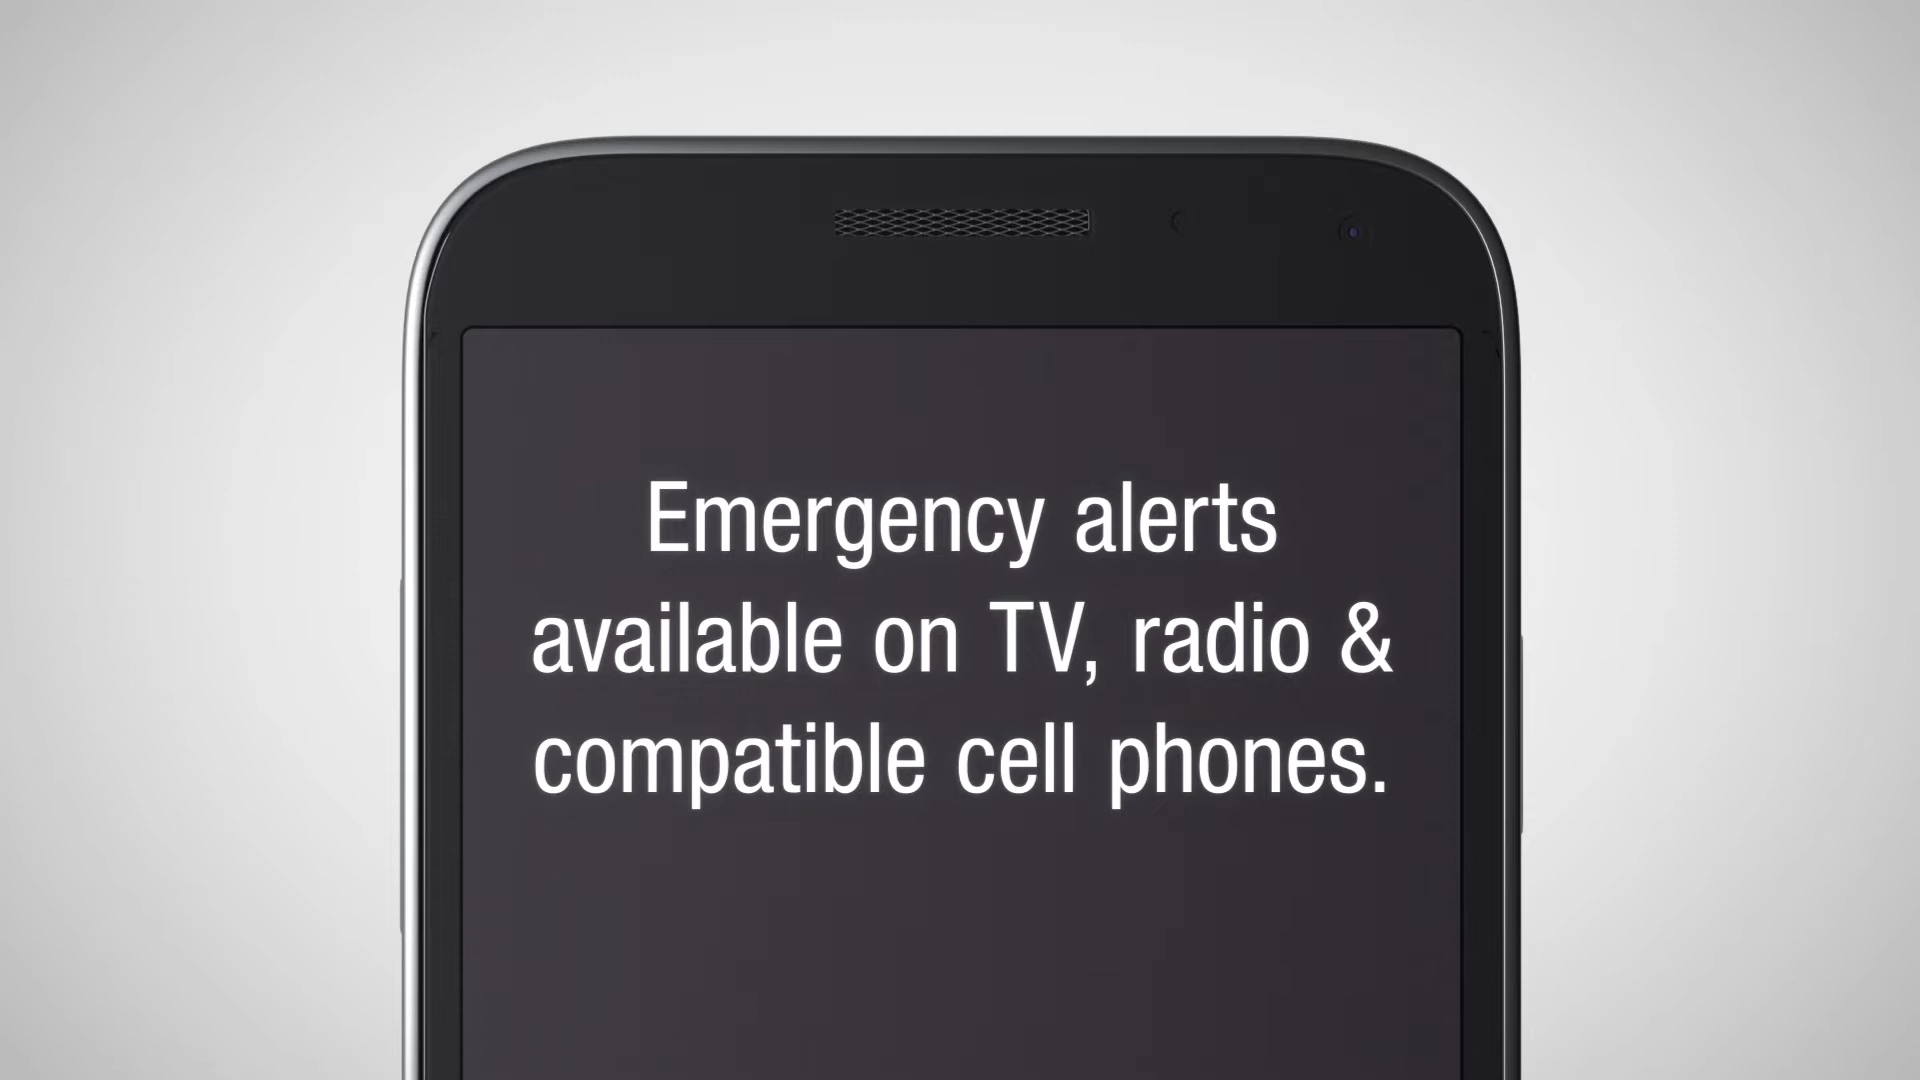 Emergency alerts
available on TV, radio &
compatible cell phones.